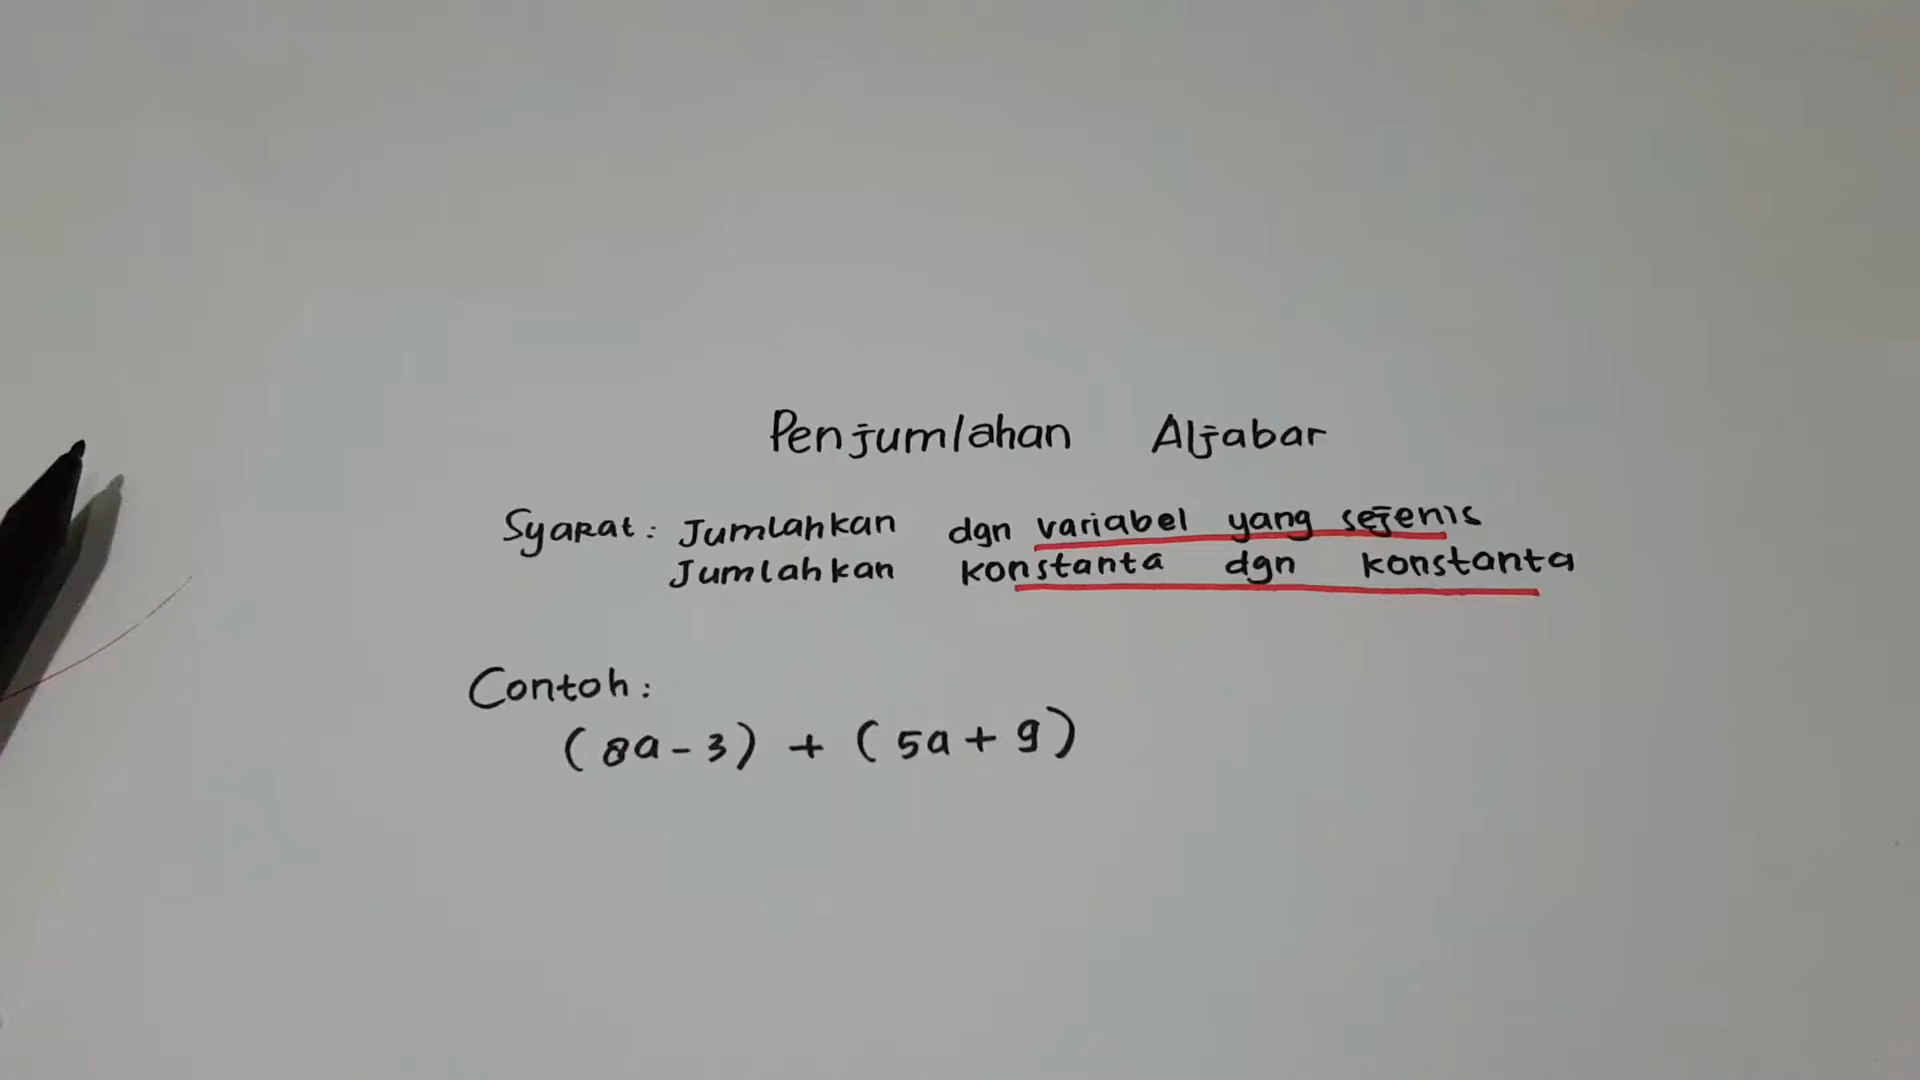 Penjumlahan Aljabar
Syarat: Jumlahkan dgn variabel yang sejenis
Jumlahkan konstanta dgn konstanta
Contoh:
(8a-3) + (5a+9)